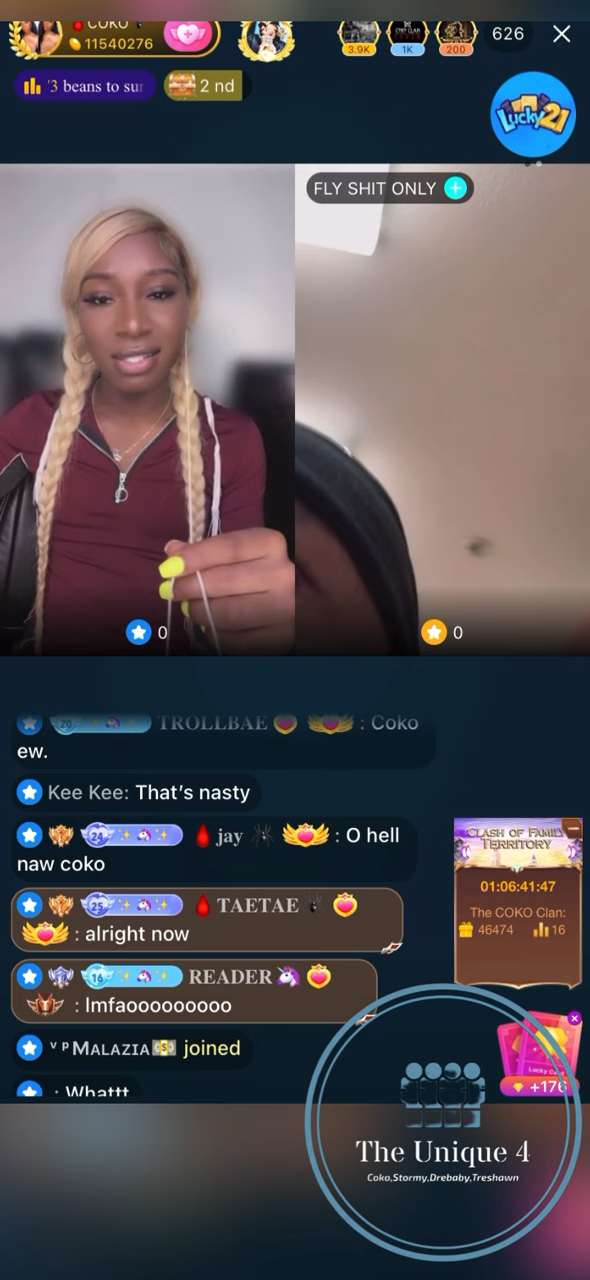 COKO
11540276
3.9K
1K
200
626
'3 beans to sur
2 nd
Lucky21
FLY SHIT ONLY
0
0
20 TROLLBAE : Coko
ew.
Kee Kee: That's nasty
24 jay : O hell
naw coko
25 TAETAE
: alright now
16 READER
: lmfaooooooooo
ᵛᵖMALAZIA joined
: Whattt
CLASH OF FAMILY
TERRITORY
01:06:41:47
The COKO Clan:
46474 16
+176
The Unique 4
Coko,Stormy,Drebaby,Treshawn